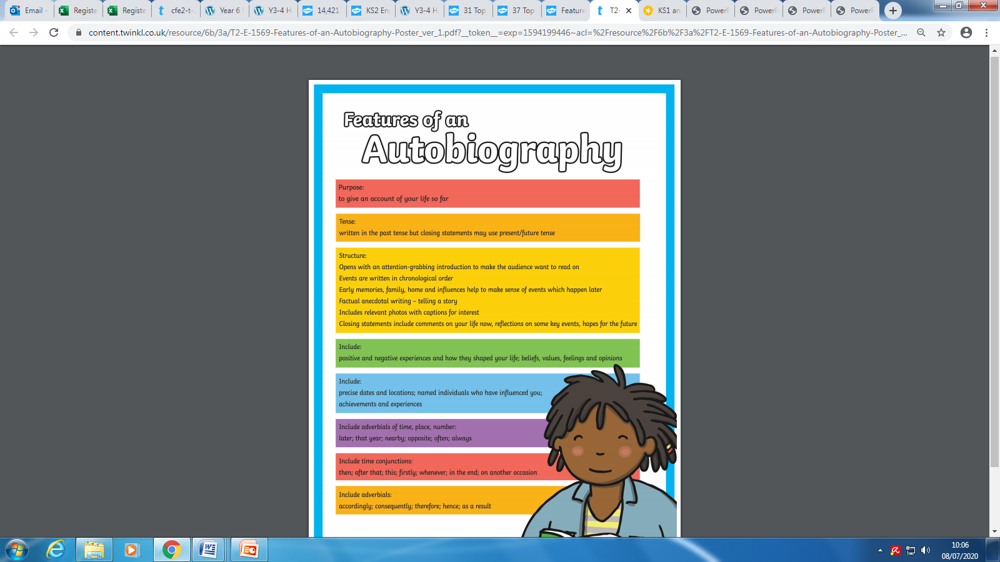 Email -
Registe
Registe
cfe2-t-
Year 6
Y3-4 H
14,421
KS2 En
Y3-4 H
31 Top
37 Top
Feature
T2-
KS1 an
PowerP
PowerP
PowerP
PowerP
content.twinkl.co.uk/resource/6b/3a/T2-E-1569-Features-of-an-Autobiography-Poster_ver_1.pdf?__token__=exp=1594199446~acl=%2Fresource%2F6b%2F3a%2FT2-E-1569-Features-of-an-Autobiography-Poster_...
Features of an
Autobiography
Purpose:
to give an account of your life so far
Tense:
written in the past tense but closing statements may use present/future tense
Structure:
Opens with an attention-grabbing introduction to make the audience want to read on
Events are written in chronological order
Early memories, family, home and influences help to make sense of events which happen later
Factual anecdotal writing – telling a story
Includes relevant photos with captions for interest
Closing statements include comments on your life now, reflections on some key events, hopes for the future
Include:
positive and negative experiences and how they shaped your life; beliefs, values, feelings and opinions
Include:
precise dates and locations; named individuals who have influenced you;
achievements and experiences
Include adverbials of time, place, number:
later; that year; nearby; opposite; often; always
Include time conjunctions:
then; after that; this; firstly; whenever; in the end; on another occasion
Include adverbials:
accordingly; consequently; therefore; hence; as a result
10:06
08/07/2020